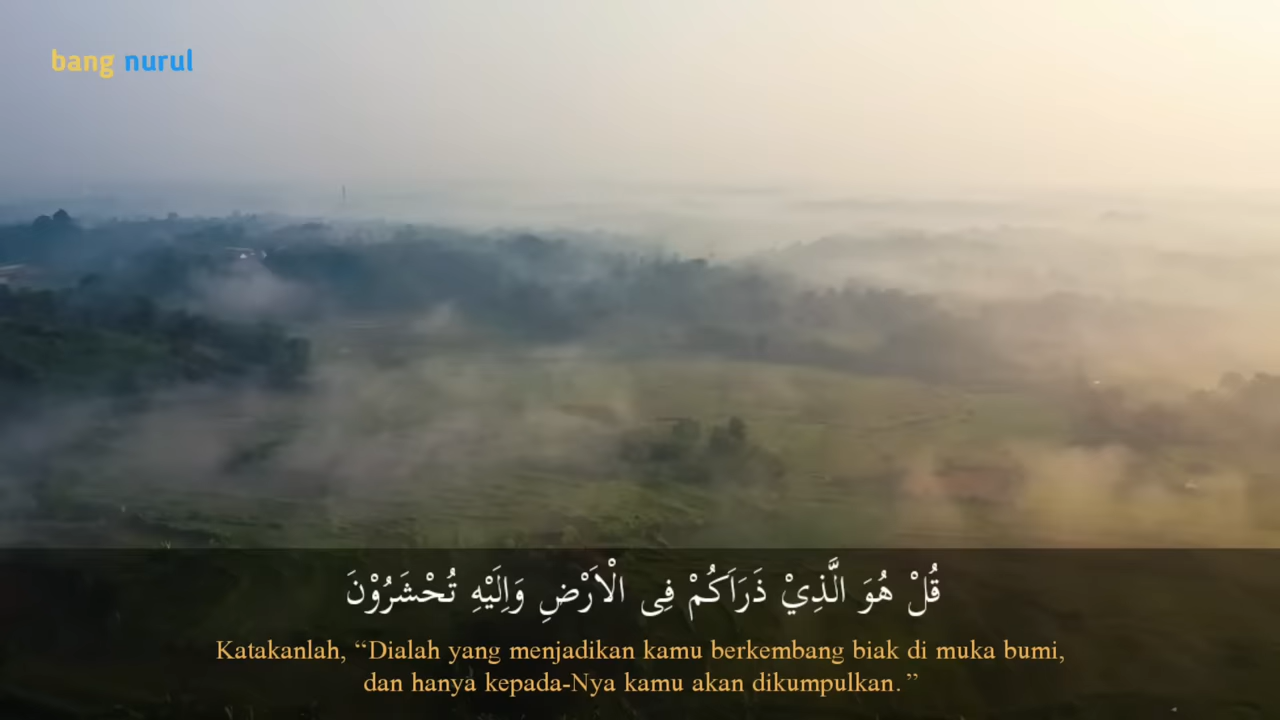 bang nurul
قُلْ هُوَ الَّذِيْ ذَرَاَكُمْ فِى الْاَرْضِ وَاِلَيْهِ تُحْشَرُوْنَ
Katakanlah, “Dialah yang menjadikan kamu berkembang biak di muka bumi,
dan hanya kepada-Nya kamu akan dikumpulkan.”